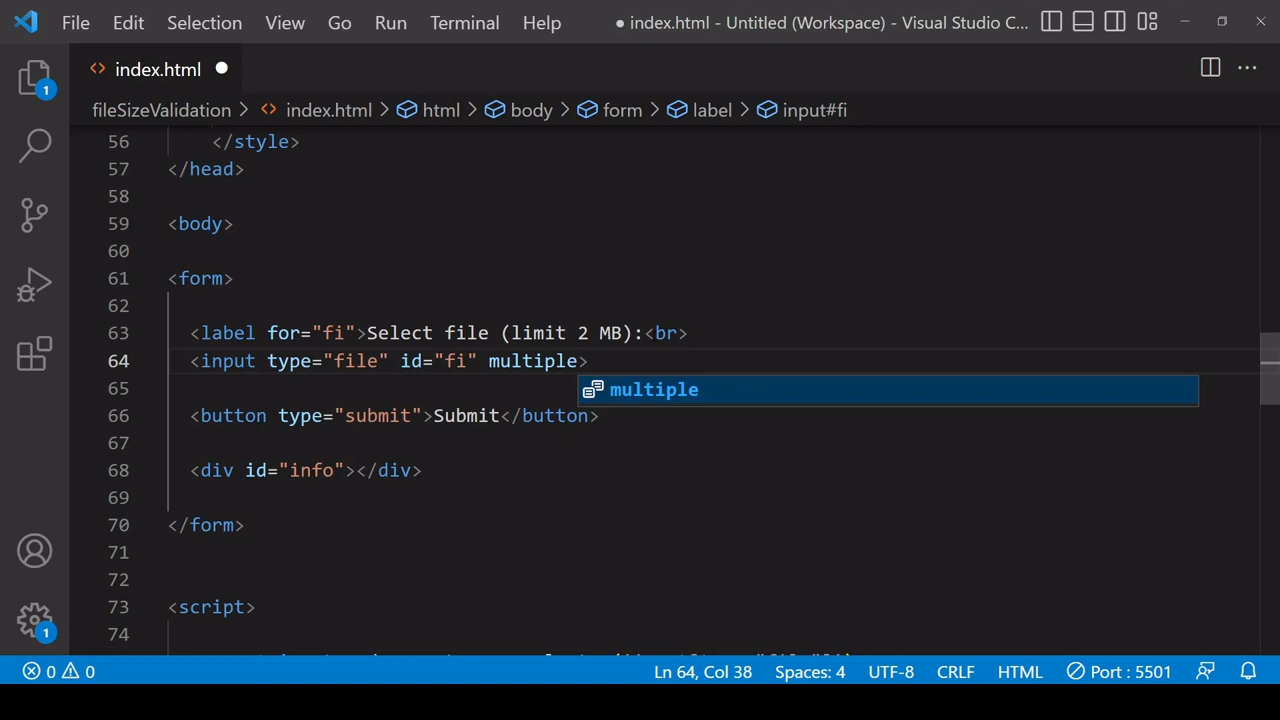 File Edit Selection View Go Run Terminal Help ● index.html - Untitled (Workspace) - Visual Studio C...
index.html
fileSizeValidation > index.html > html > body > form > label > input#fi
56 </style>
57 </head>
58
59 <body>
60
61 <form>
62
63 <label for="fi">Select file (limit 2 MB):<br>
64 <input type="file" id="fi" multiple>
65 multiple
66 <button type="submit">Submit</button>
67
68 <div id="info"></div>
69
70 </form>
71
72
73 <script>
74
1
1
0 0 Ln 64, Col 38 Spaces: 4 UTF-8 CRLF HTML Port : 5501